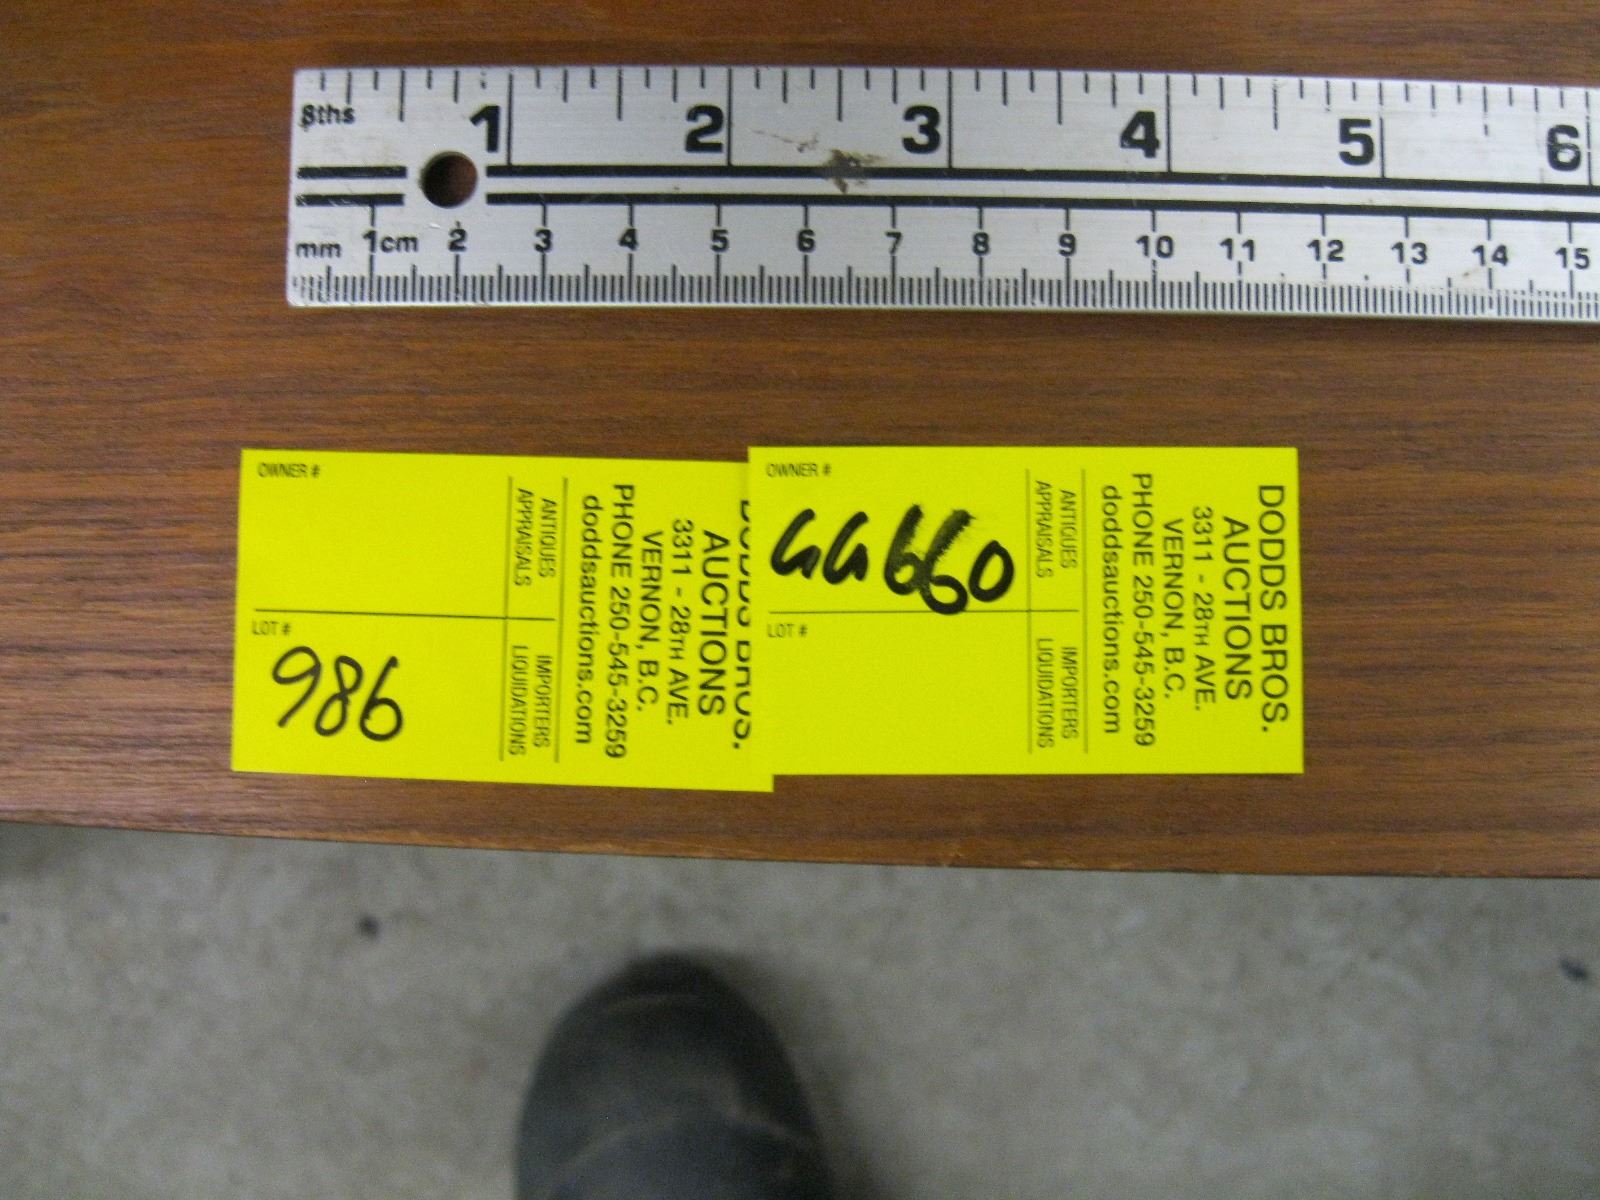 8ths 1 2 3 4 5 6
mm 1cm 2 3 4 5 6 7 8 9 10 11 12 13 14 15
OWNER #
LOT #
986
ANTIQUES
APPRAISALS
IMPORTERS
LIQUIDATIONS
DODDS BROS.
AUCTIONS
3311 - 28TH AVE.
VERNON, B.C.
PHONE 250-545-3259
doddsauctions.com
OWNER #
GG660
LOT #
ANTIQUES
APPRAISALS
IMPORTERS
LIQUIDATIONS
DODDS BROS.
AUCTIONS
3311 - 28TH AVE.
VERNON, B.C.
PHONE 250-545-3259
doddsauctions.com